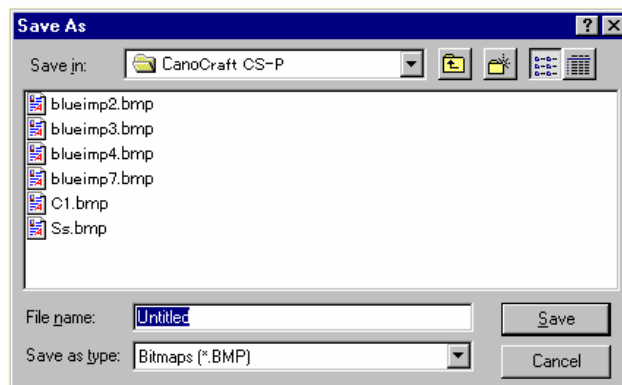 Save As
Save in: CanoCraft CS-P
blueimp2.bmp
blueimp3.bmp
blueimp4.bmp
blueimp7.bmp
C1.bmp
Ss.bmp
File name: Untitled Save
Save as type: Bitmaps (*.BMP) Cancel